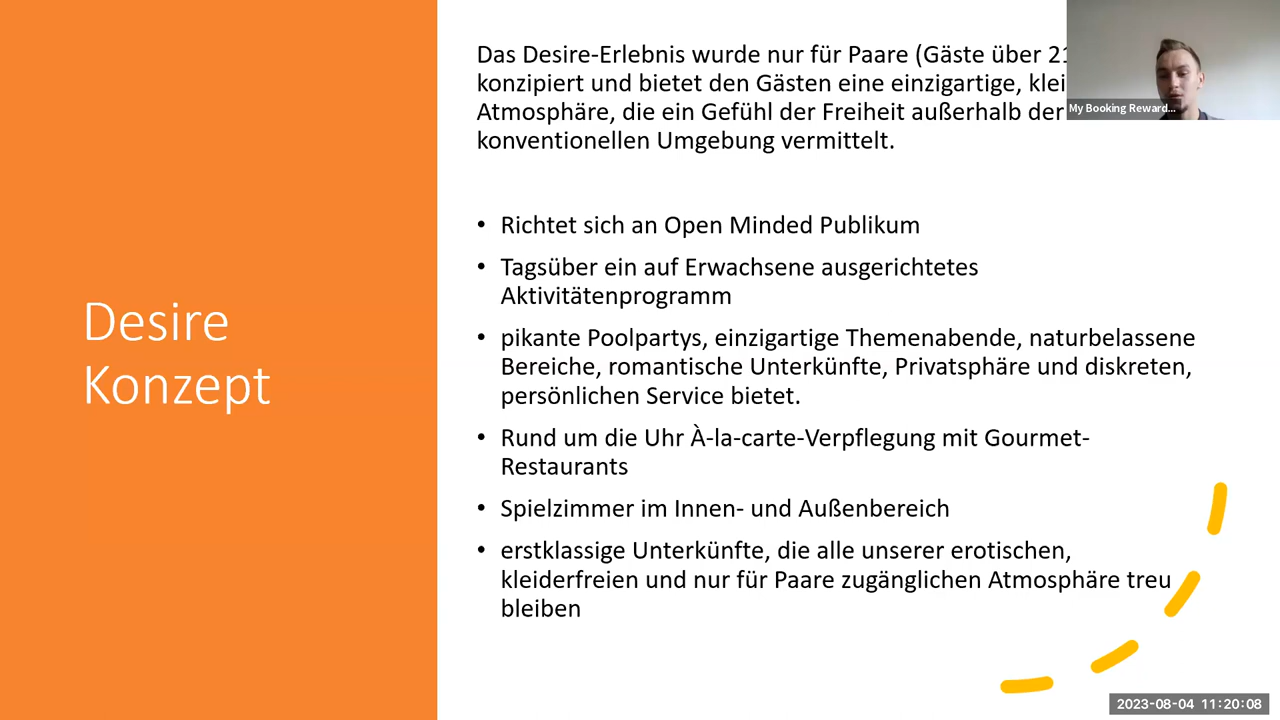 Desire
Konzept
Das Desire-Erlebnis wurde nur für Paare (Gäste über
konzipiert und bietet den Gästen eine einzigartige,
Atmosphäre, die ein Gefühl der Freiheit außerhalb der
konventionellen Umgebung vermittelt.
• Richtet sich an Open Minded Publikum
• Tagsüber ein auf Erwachsene ausgerichtetes
Aktivitätenprogramm
• pikante Poolpartys, einzigartige Themenabende, naturbelassene
Bereiche, romantische Unterkünfte, Privatsphäre und diskreten,
persönlichen Service bietet.
• Rund um die Uhr À-la-carte-Verpflegung mit Gourmet-
Restaurants
• Spielzimmer im Innen- und Außenbereich
• erstklassige Unterkünfte, die alle unserer erotischen,
kleiderfreien und nur für Paare zugänglichen Atmosphäre treu
bleiben
My Booking Reward...
2023-08-04 11:20:08